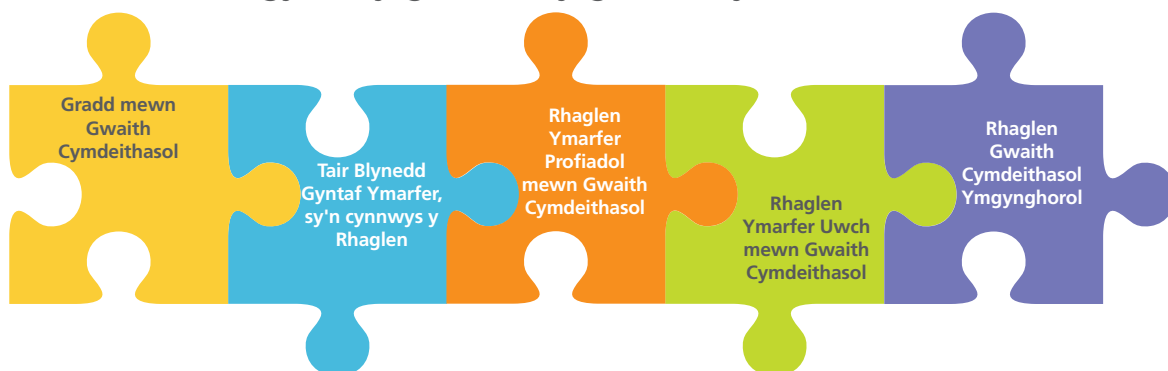 Gradd mewn
Gwaith
Cymdeithasol
Tair Blynedd
Gyntaf Ymarfer,
sy'n cynnwys y
Rhaglen
Rhaglen
Ymarfer
Profiadol
mewn Gwaith
Cymdeithasol
Rhaglen
Ymarfer Uwch
mewn Gwaith
Cymdeithasol
Rhaglen
Gwaith
Cymdeithasol
Ymgynghorol